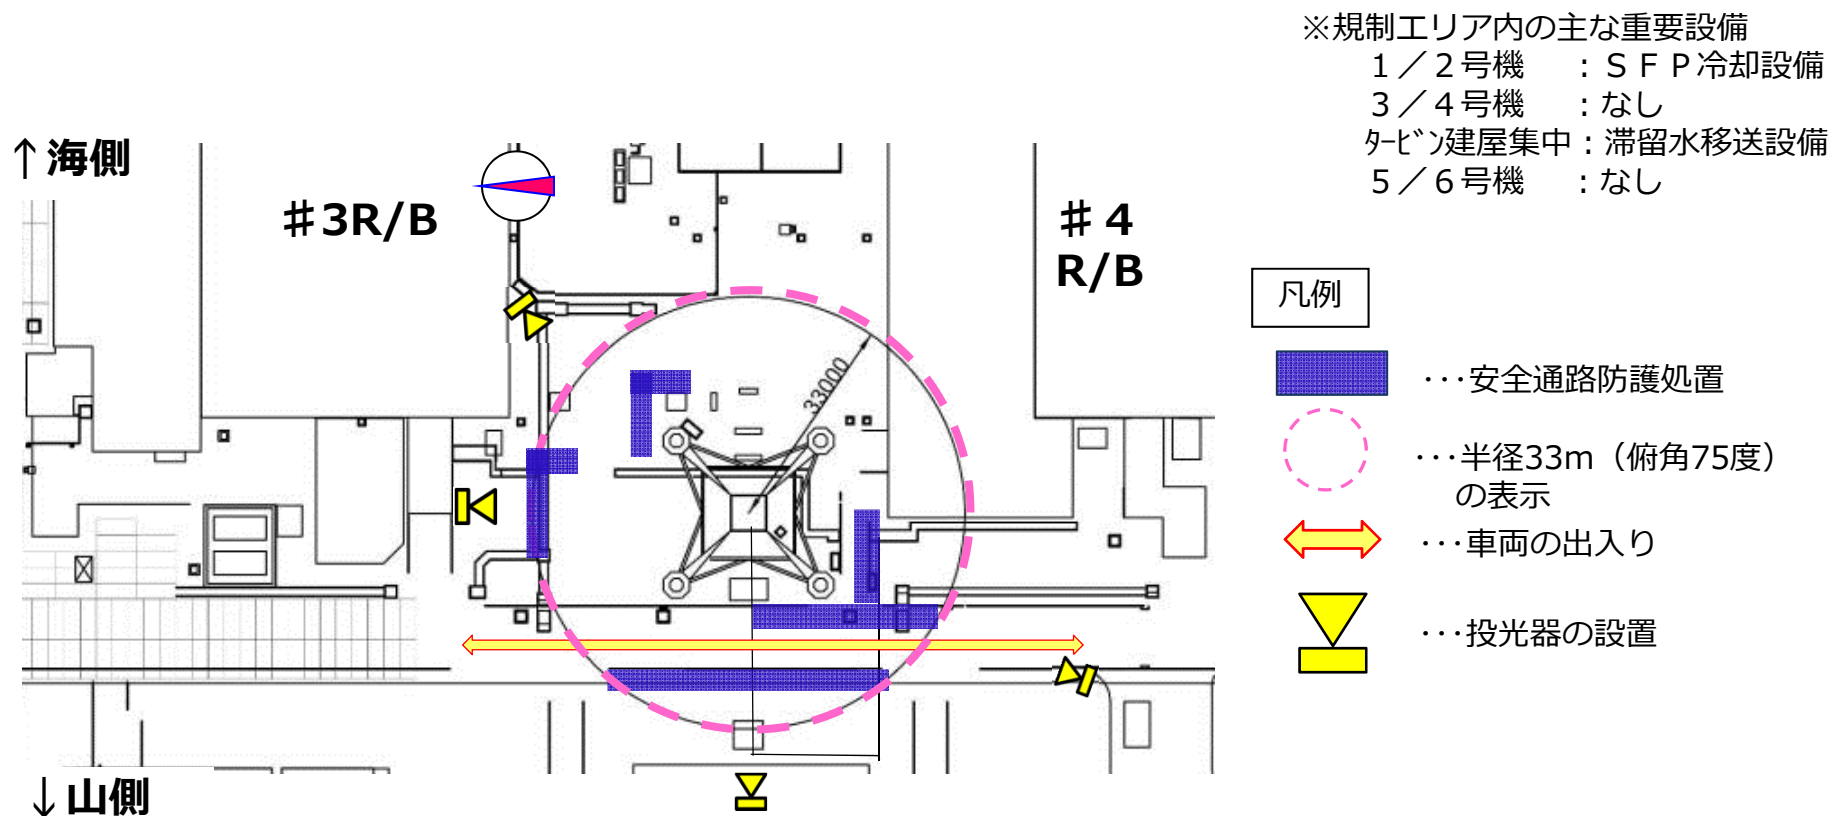 ※規制エリア内の主な重要設備
1／2号機 ：ＳＦＰ冷却設備
3／4号機 ：なし
ﾀｰﾋﾞﾝ建屋集中：滞留水移送設備
5／6号機 ：なし
↑海側
＃3R/B
＃４
R/B
33000
↓山側
凡例
･･･安全通路防護処置
･･･半径33m（俯角75度）
の表示
･･･車両の出入り
･･･投光器の設置